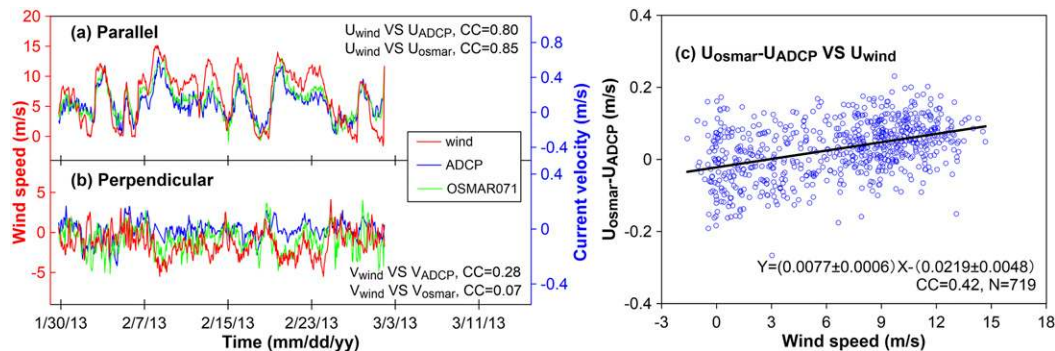 (a) Parallel
U_wind VS U_ADCP, CC=0.80
U_wind VS U_osmar, CC=0.85
20
15
10
5
0
0.8
0.4
0
-0.4
wind
ADCP
OSMAR071
(b) Perpendicular
5
0
-5
0.4
0
-0.4
V_wind VS V_ADCP, CC=0.28
V_wind VS V_osmar, CC=0.07
Wind speed (m/s)
Current velocity (m/s)
1/30/13 2/7/13 2/15/13 2/23/13 3/3/13 3/11/13
Time (mm/dd/yy)
(c) U_osmar-U_ADCP VS U_wind
0.4
0.2
0
-0.2
-0.4
U_osmar-U_ADCP (m/s)
Y=(0.0077±0.0006)X-(0.0219±0.0048)
CC=0.42, N=719
-3 0 3 6 9 12 15 18
Wind speed (m/s)